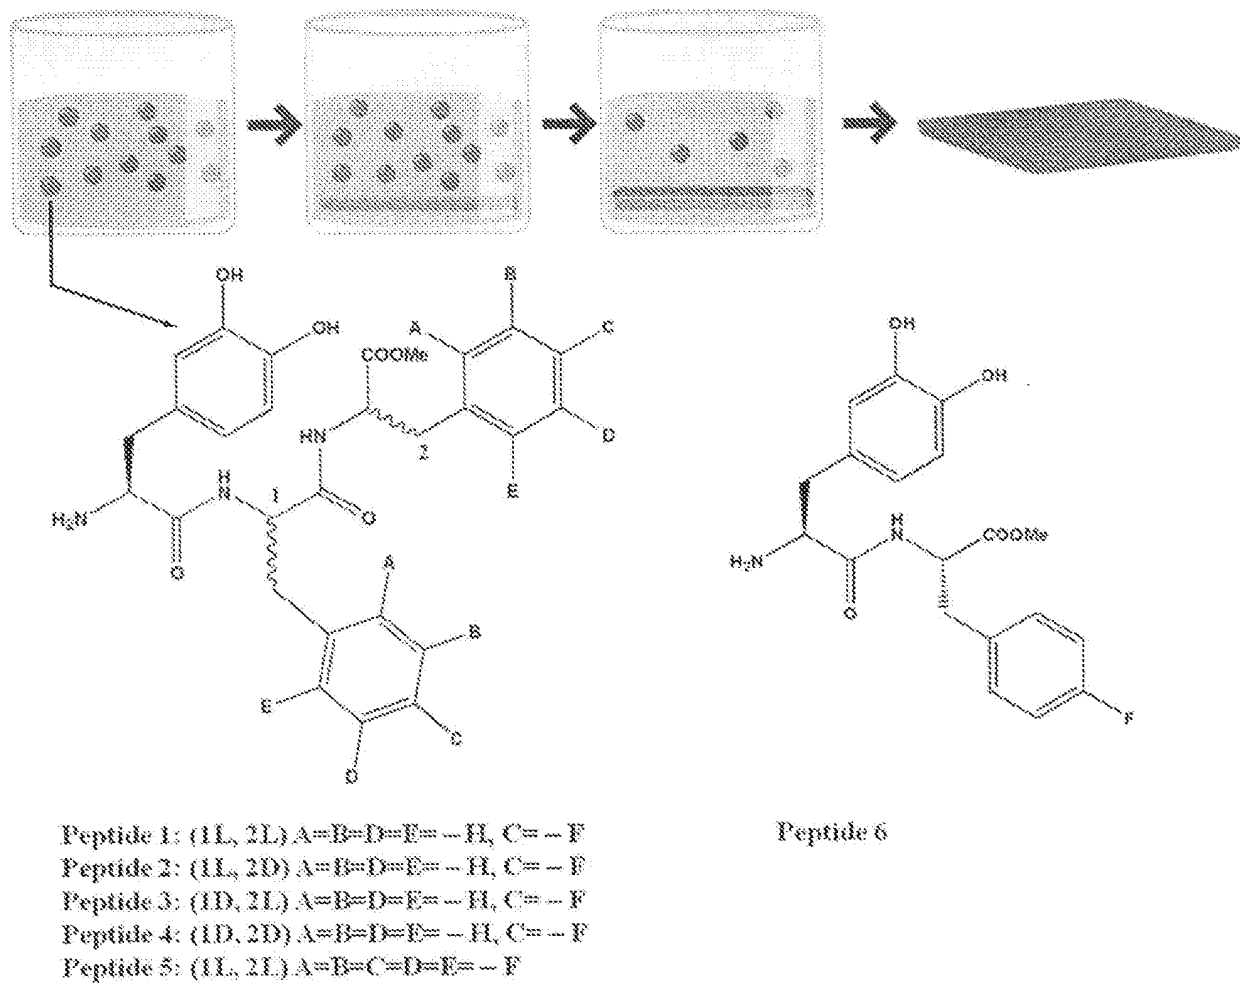 OH
OH
B
A
C
COOMe
HN
2
D
E
H
N
1
H₂N
O
O
A
B
E
C
D
OH
OH
H
N
COOMe
H₂N
O
F
Peptide 1: (1L, 2L) A=B=D=E= – H, C= – F
Peptide 2: (1L, 2D) A=B=D=E= – H, C= – F
Peptide 3: (1D, 2L) A=B=D=E= – H, C= – F
Peptide 4: (1D, 2D) A=B=D=E= – H, C= – F
Peptide 5: (1L, 2L) A=B=C=D=E= – F
Peptide 6